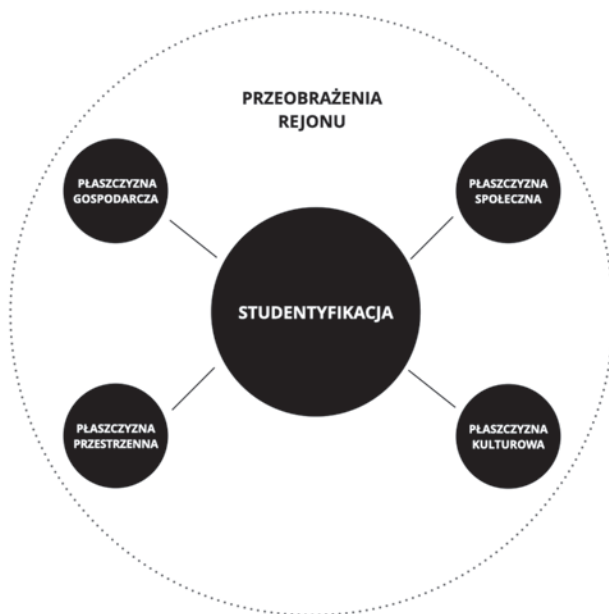 PRZEOBRAŻENIA
REJONU
PŁASZCZYZNA
GOSPODARCZA
PŁASZCZYZNA
SPOŁECZNA
STUDENTYFIKACJA
PŁASZCZYZNA
PRZESTRZENNA
PŁASZCZYZNA
KULTUROWA